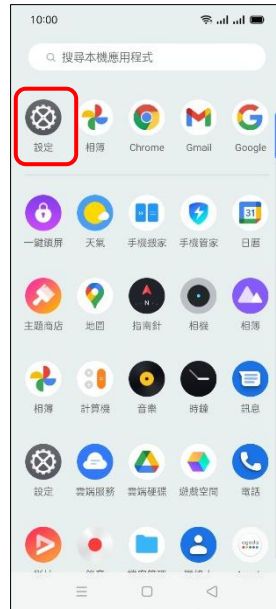 10:00
搜尋本機應用程式
設定 相簿 Chrome Gmail Google
31
一鍵鎖屏 天氣 手機搬家 手機管家 日曆
N
主題商店 地圖 指南針 相機 相簿
相簿 計算機 音樂 時鐘 訊息
設定 雲端服務 雲端硬碟 遊戲空間 電話
agoda